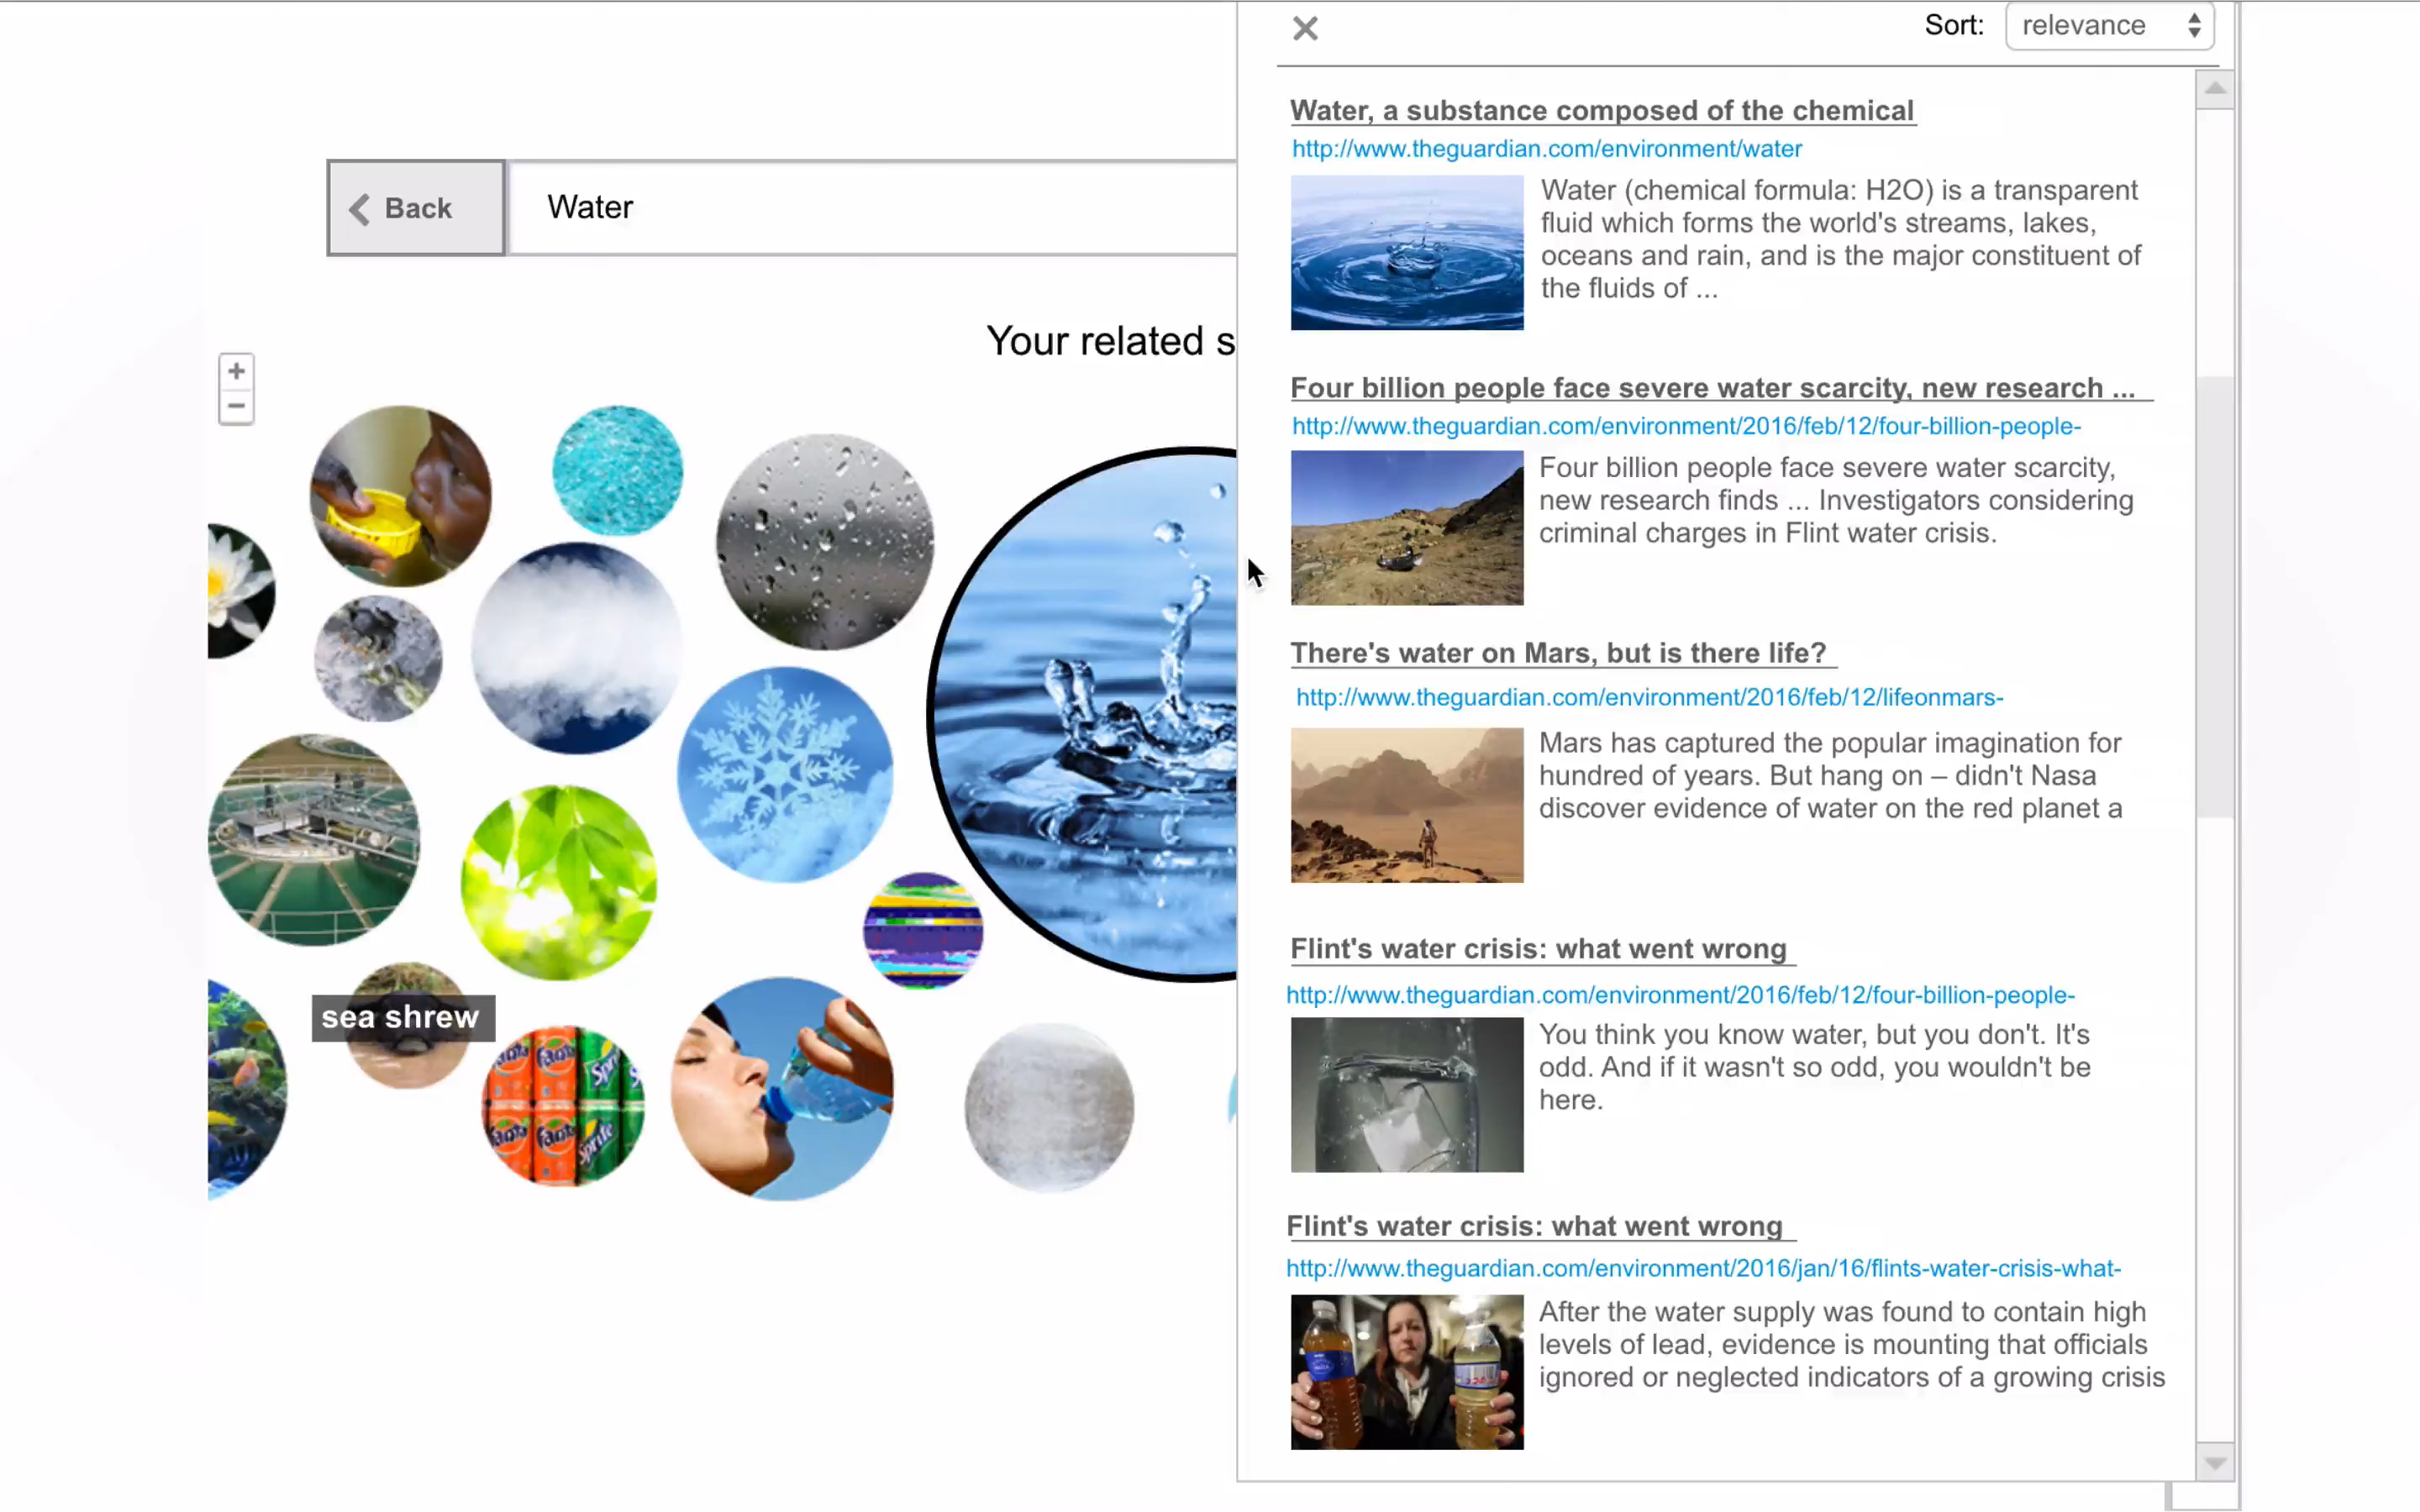 Back
Water
Your related s
sea shrew
Fanta Fanta Sprite
Fanta Fanta Sprite
Sort: relevance
Water, a substance composed of the chemical
http://www.theguardian.com/environment/water
Water (chemical formula: H2O) is a transparent
fluid which forms the world's streams, lakes,
oceans and rain, and is the major constituent of
the fluids of ...
Four billion people face severe water scarcity, new research ...
http://www.theguardian.com/environment/2016/feb/12/four-billion-people-
Four billion people face severe water scarcity,
new research finds ... Investigators considering
criminal charges in Flint water crisis.
There's water on Mars, but is there life?
http://www.theguardian.com/environment/2016/feb/12/lifeonmars-
Mars has captured the popular imagination for
hundred of years. But hang on – didn't Nasa
discover evidence of water on the red planet a
Flint's water crisis: what went wrong
http://www.theguardian.com/environment/2016/feb/12/four-billion-people-
You think you know water, but you don't. It's
odd. And if it wasn't so odd, you wouldn't be
here.
Flint's water crisis: what went wrong
http://www.theguardian.com/environment/2016/jan/16/flints-water-crisis-what-
After the water supply was found to contain high
levels of lead, evidence is mounting that officials
ignored or neglected indicators of a growing crisis